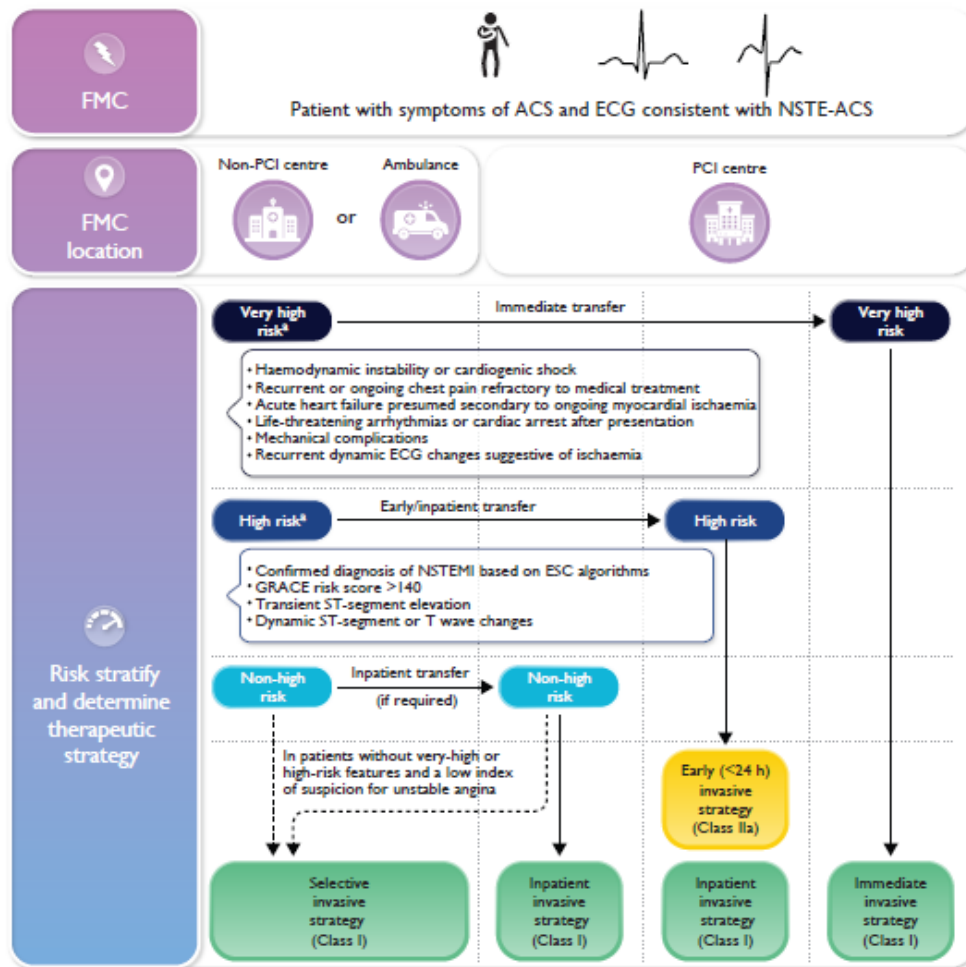 FMC
Patient with symptoms of ACS and ECG consistent with NSTE-ACS
FMC
location
Non-PCI centre
or
Ambulance
PCI centre
Risk stratify
and determine
therapeutic
strategy
Very high
riskª
Immediate transfer
Very high
risk
• Haemodynamic instability or cardiogenic shock
• Recurrent or ongoing chest pain refractory to medical treatment
• Acute heart failure presumed secondary to ongoing myocardial ischaemia
• Life-threatening arrhythmias or cardiac arrest after presentation
• Mechanical complications
• Recurrent dynamic ECG changes suggestive of ischaemia
High riskª
Early/inpatient transfer
High risk
• Confirmed diagnosis of NSTEMI based on ESC algorithms
• GRACE risk score >140
• Transient ST-segment elevation
• Dynamic ST-segment or T wave changes
Non-high
risk
Inpatient transfer
(if required)
Non-high
risk
In patients without very-high or
high-risk features and a low index
of suspicion for unstable angina
Early (<24 h)
invasive
strategy
(Class IIa)
Selective
invasive
strategy
(Class I)
Inpatient
invasive
strategy
(Class I)
Inpatient
invasive
strategy
(Class I)
Immediate
invasive
strategy
(Class I)